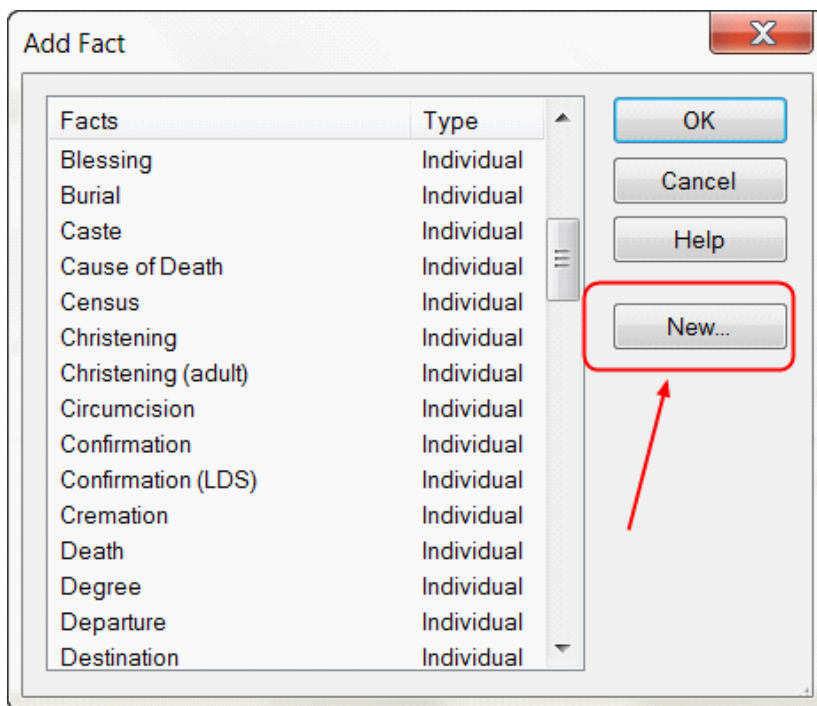 Add Fact
Facts Type
Blessing Individual
Burial Individual
Caste Individual
Cause of Death Individual
Census Individual
Christening Individual
Christening (adult) Individual
Circumcision Individual
Confirmation Individual
Confirmation (LDS) Individual
Cremation Individual
Death Individual
Degree Individual
Departure Individual
Destination Individual
OK
Cancel
Help
New...